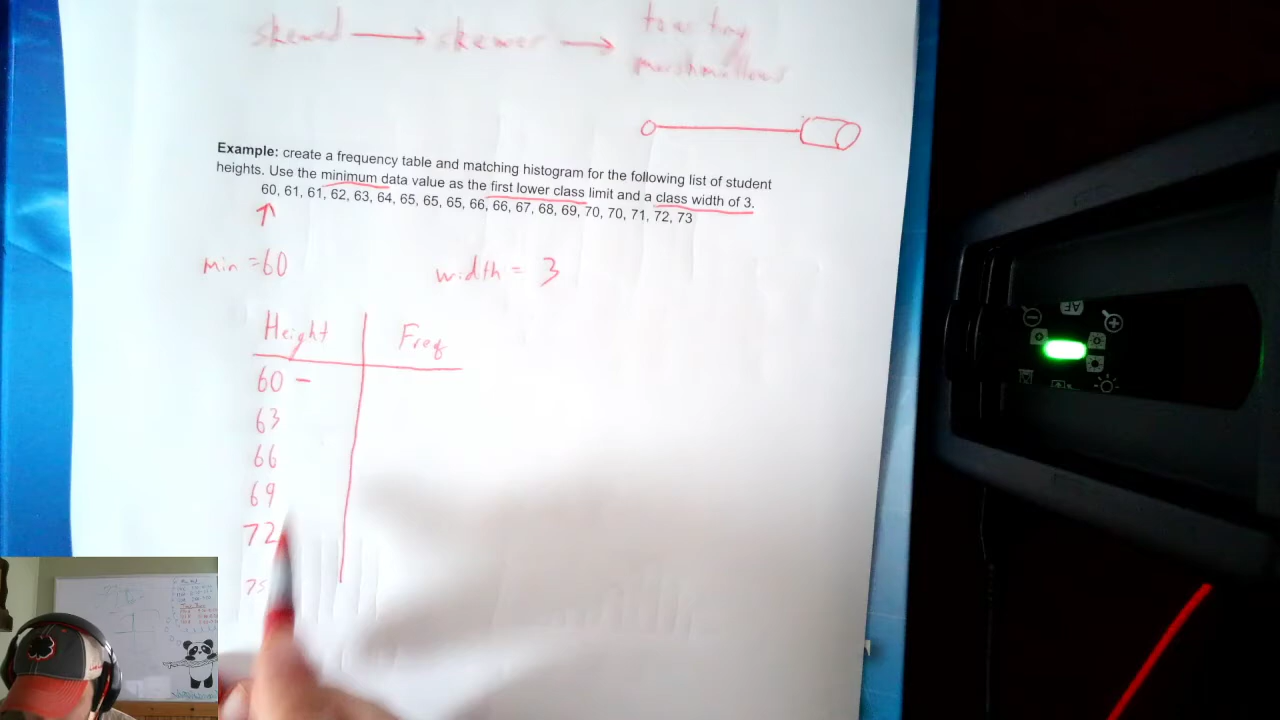 skewed → skewer → toasting
marshmallows
Example: create a frequency table and matching histogram for the following list of student
heights. Use the minimum data value as the first lower class limit and a class width of 3.
60, 61, 61, 62, 63, 64, 65, 65, 65, 66, 66, 67, 68, 69, 70, 70, 71, 72, 73
Min = 60
width = 3
Height Freq
60 –
63
66
69
72
75
AF